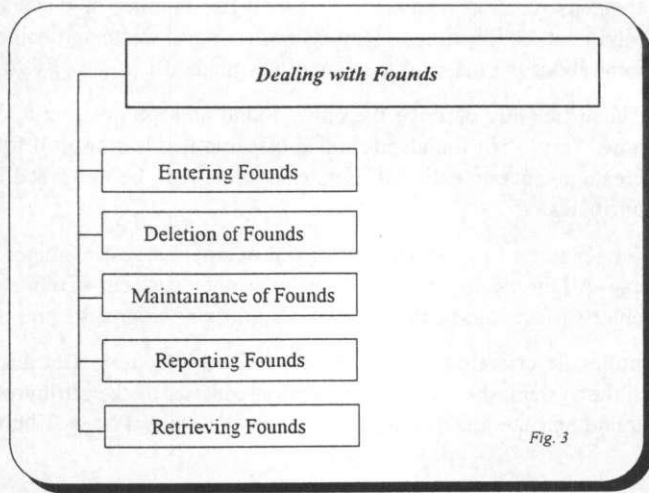 Dealing with Founds
Entering Founds
Deletion of Founds
Maintainance of Founds
Reporting Founds
Retrieving Founds
Fig. 3